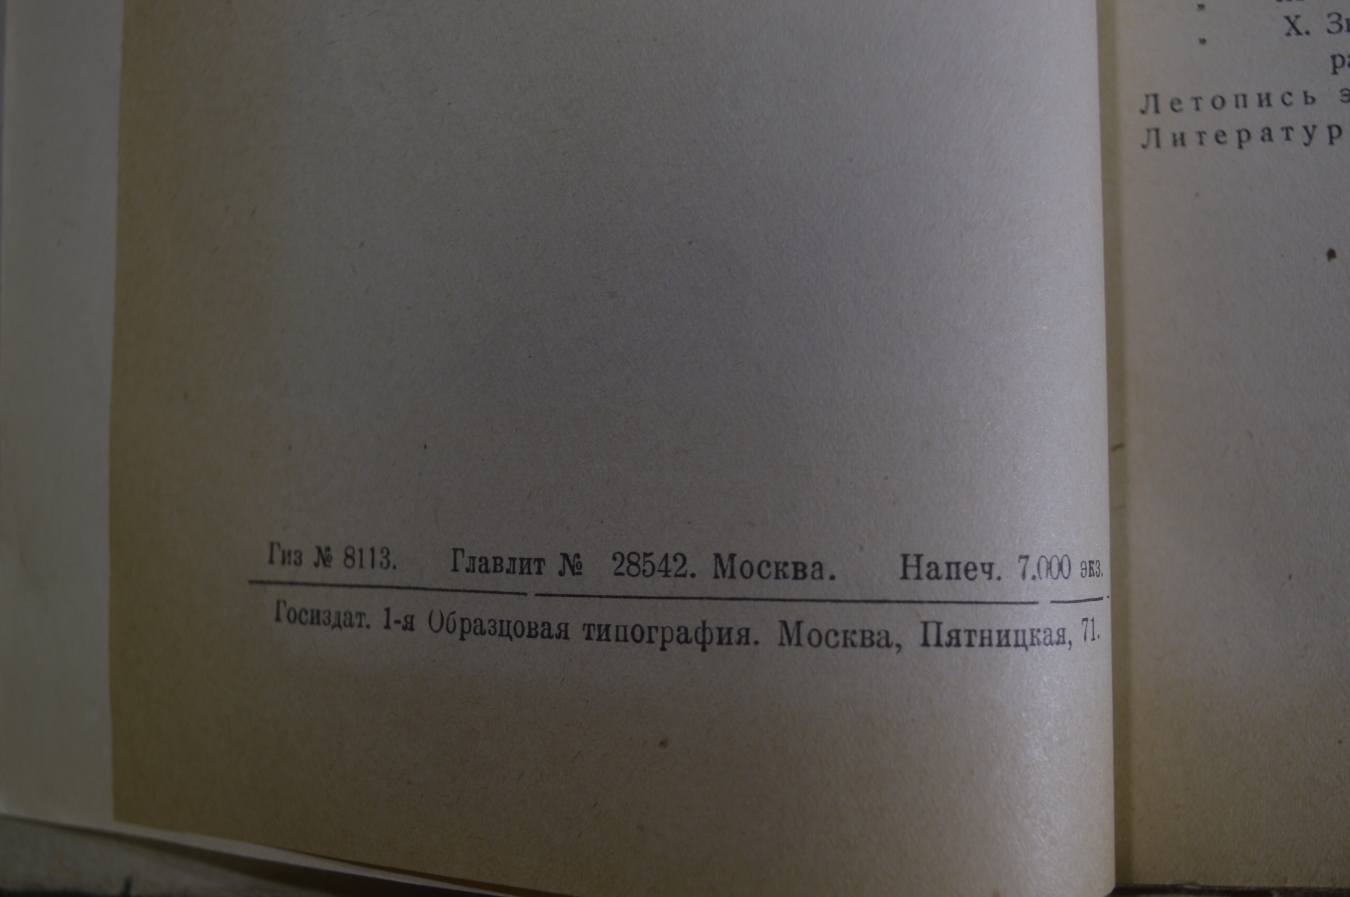 Гиз № 8113. Главлит № 28542. Москва. Напеч. 7.000 экз.
Госиздат. 1-я Образцовая типография. Москва, Пятницкая, 71.
„
„ X.
Летопись